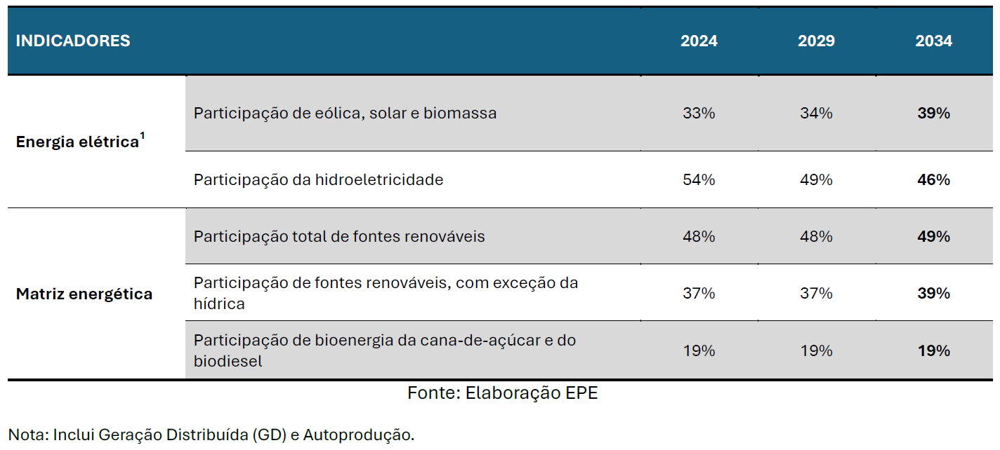 INDICADORES 2024 2029 2034
Participação de eólica, solar e biomassa 33% 34% 39%
Energia elétrica¹
Participação da hidroeletricidade 54% 49% 46%
Participação total de fontes renováveis 48% 48% 49%
Matriz energética
Participação de fontes renováveis, com exceção da
hídrica
37% 37% 39%
Participação de bioenergia da cana-de-açúcar e do
biodiesel
19% 19% 19%
Fonte: Elaboração EPE
Nota: Inclui Geração Distribuída (GD) e Autoprodução.